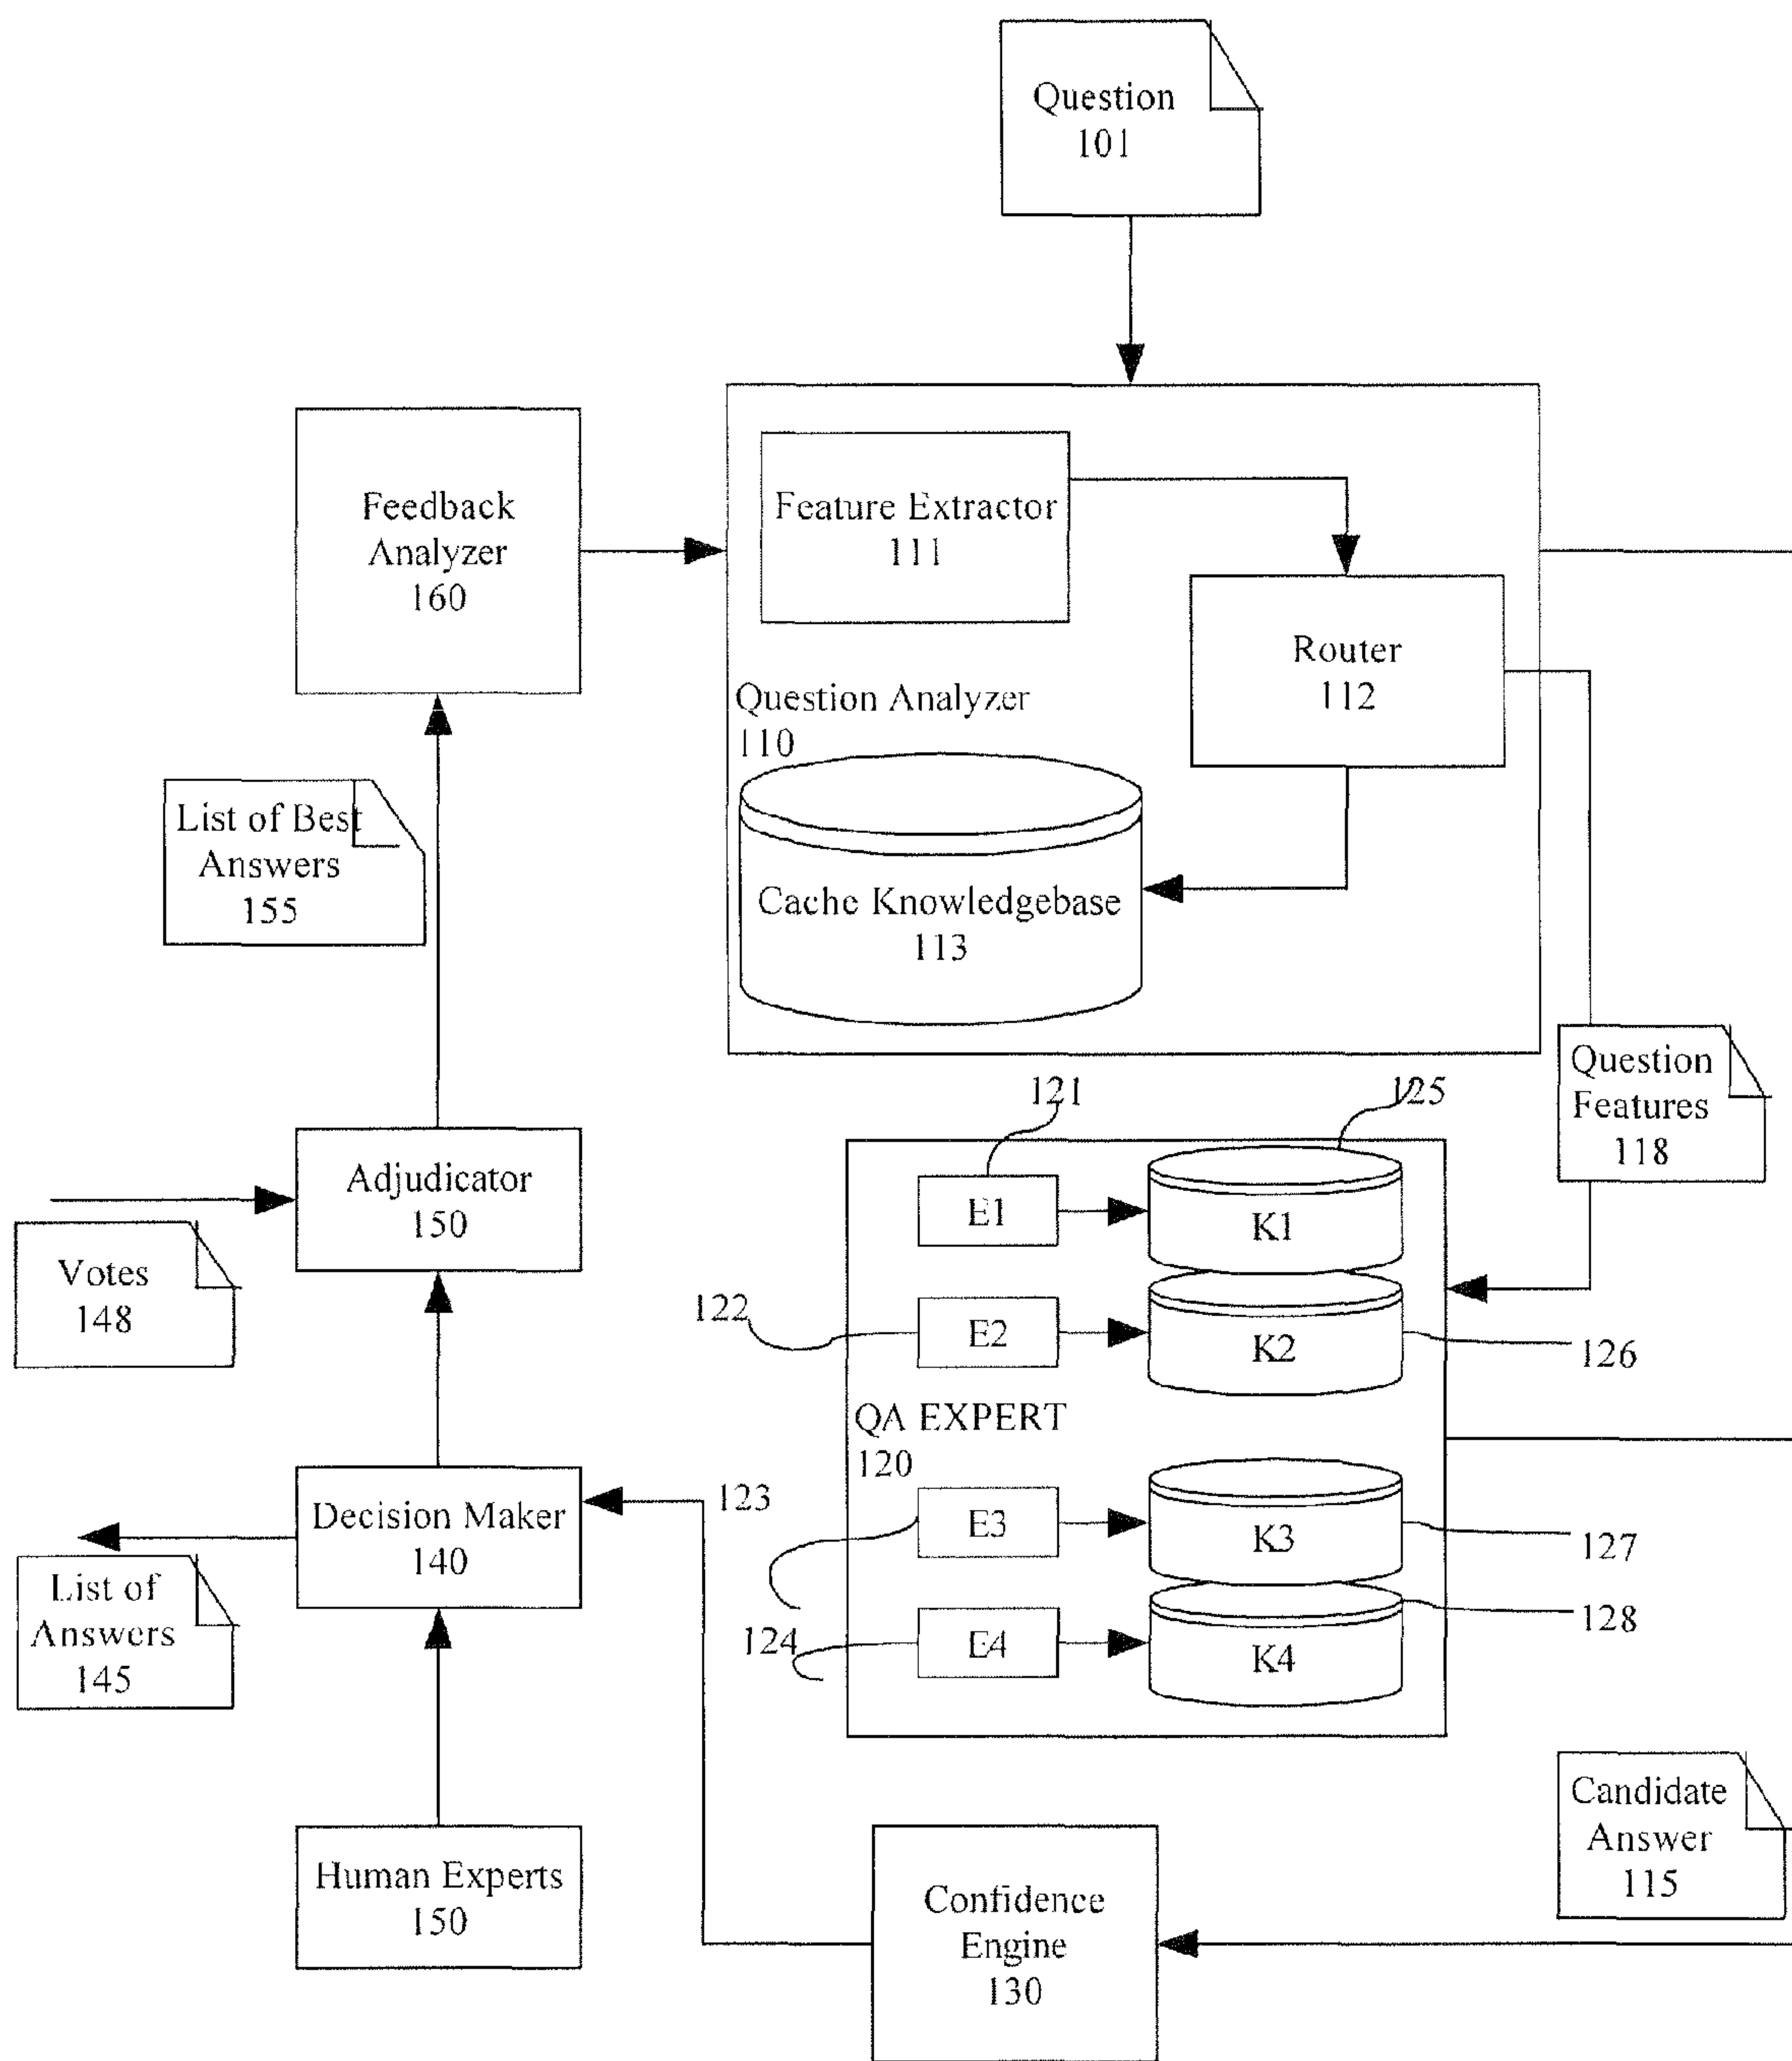 Question
101
Feedback
Analyzer
160
Feature Extractor
111
Router
112
Question Analyzer
110
Cache Knowledgebase
113
List of Best
Answers
155
Question
Features
118
121
125
Adjudicator
150
E1
K1
Votes
148
122
E2
K2
126
QA EXPERT
120
Decision Maker
140
123
E3
K3
127
List of
Answers
145
124
E4
K4
128
Human Experts
150
Confidence
Engine
130
Candidate
Answer
115